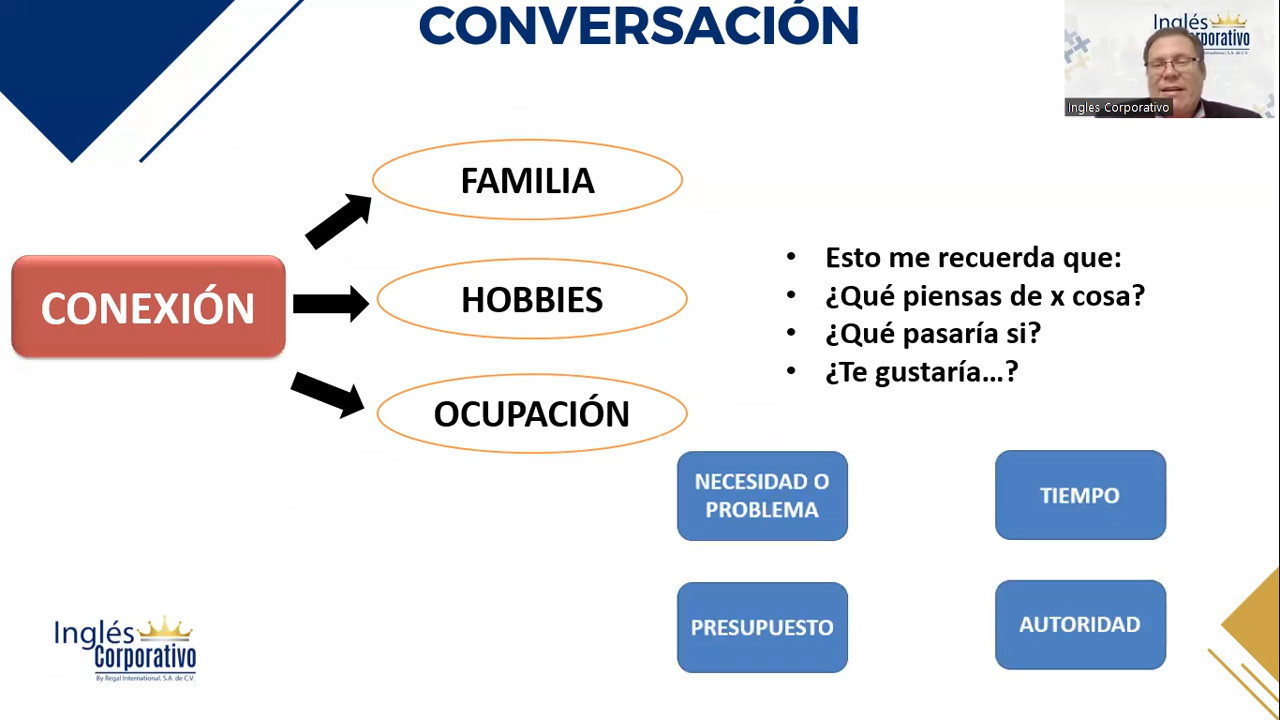 CONVERSACIÓN
Inglés
Corporativo
Ingles Corporativo
FAMILIA
CONEXIÓN
HOBBIES
OCUPACIÓN
• Esto me recuerda que:
• ¿Qué piensas de x cosa?
• ¿Qué pasaría si?
• ¿Te gustaría...?
NECESIDAD O
PROBLEMA
TIEMPO
PRESUPUESTO
AUTORIDAD
Inglés
Corporativo
By Regal International, S.A. de C.V.